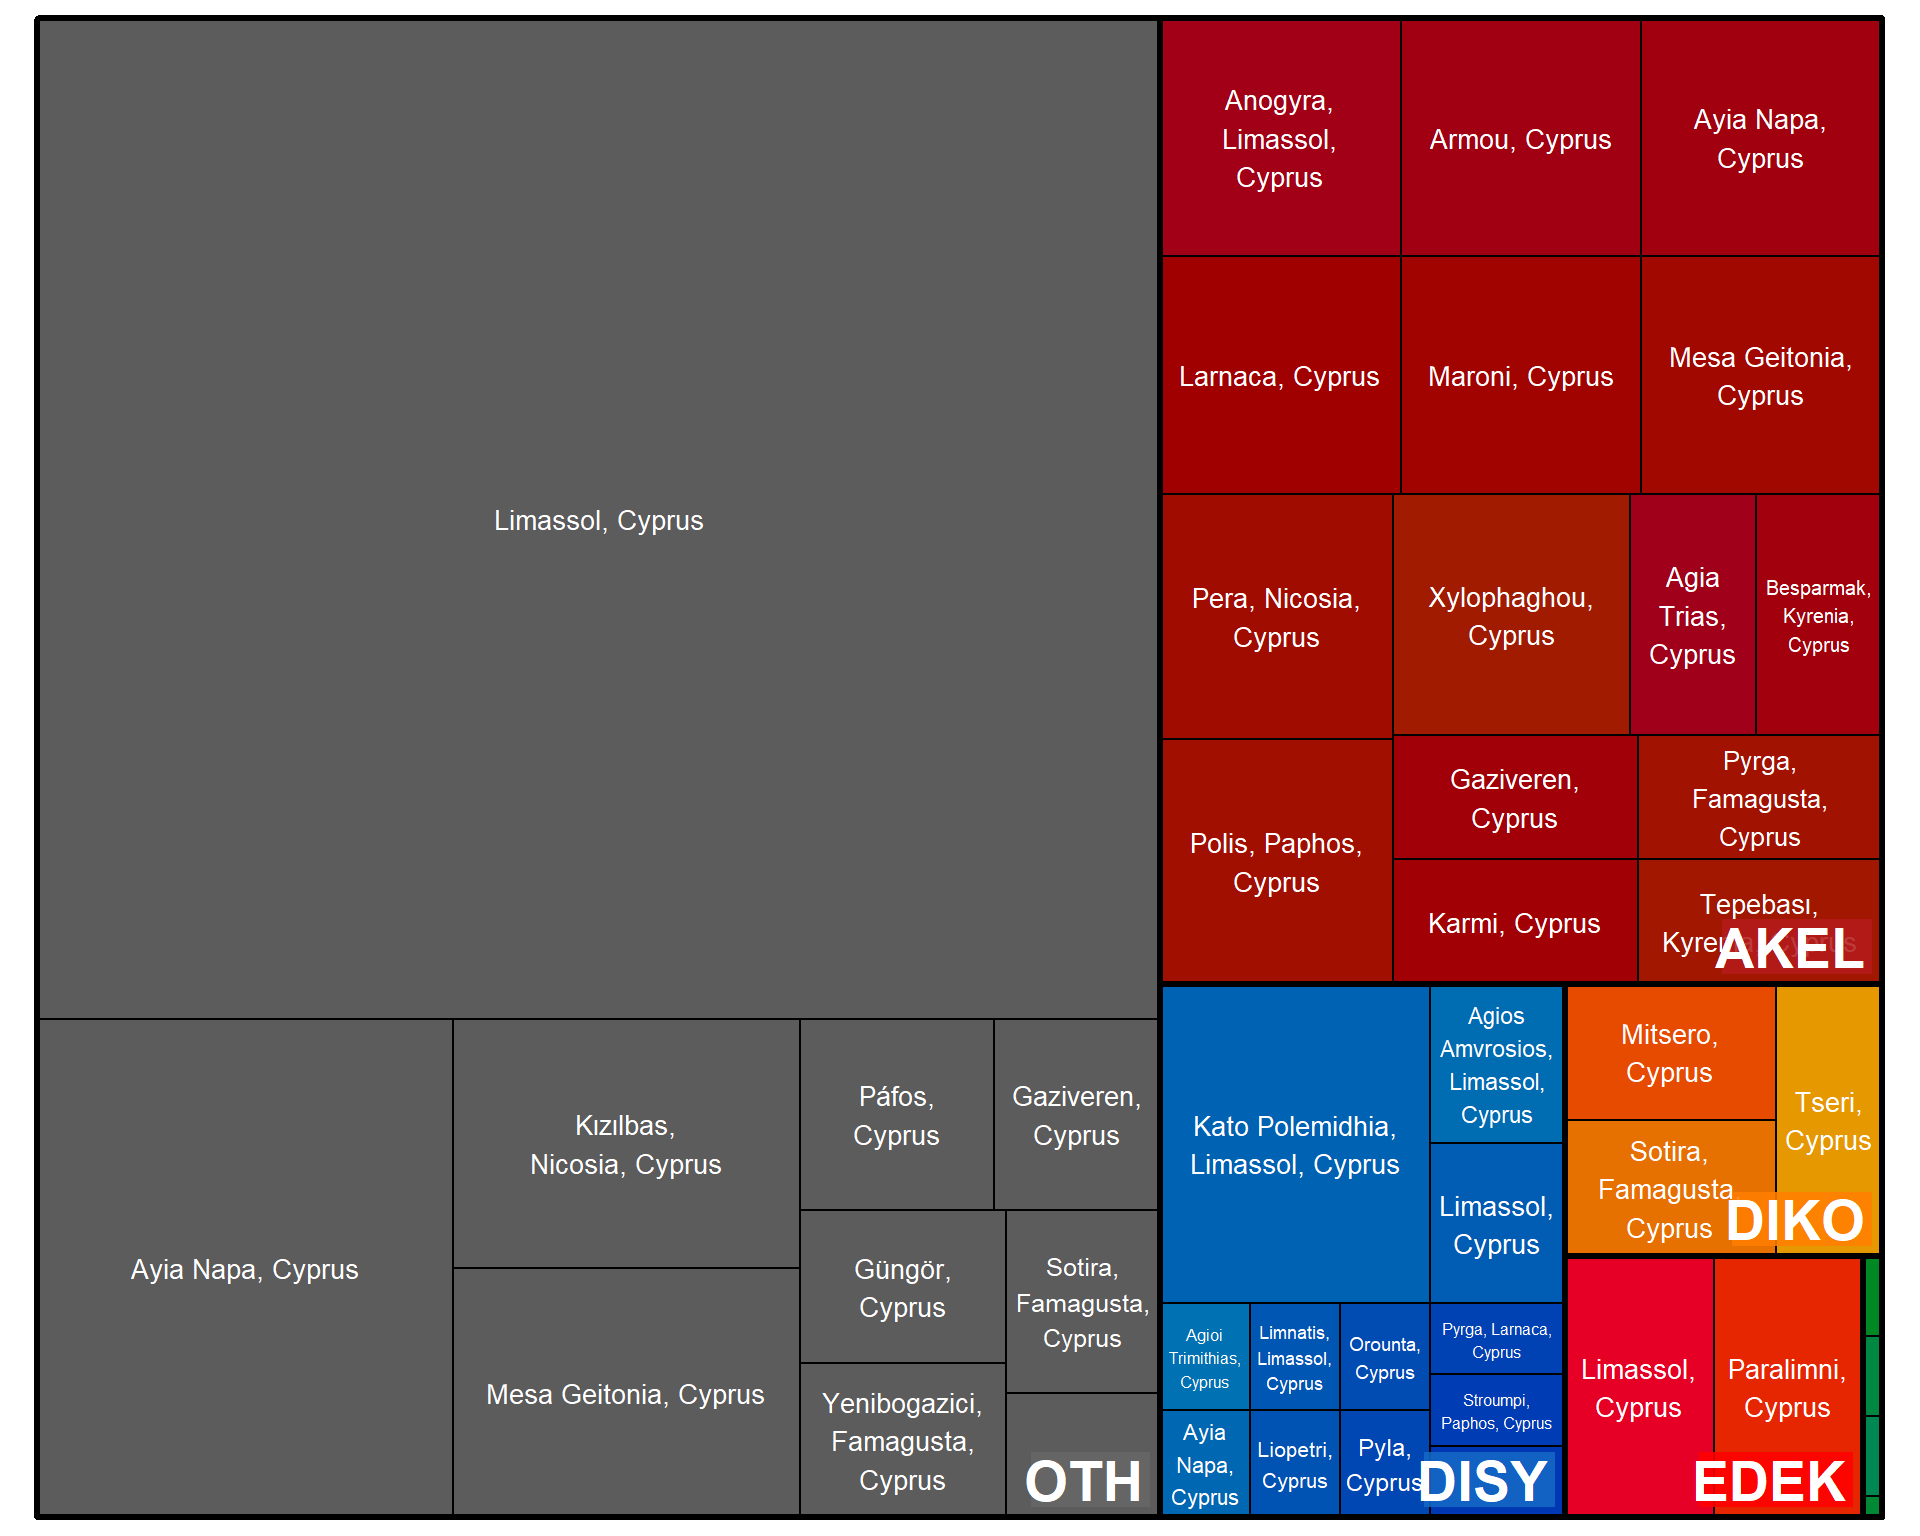 Limassol, Cyprus
Ayia Napa, Cyprus
Kızılbas,
Nicosia, Cyprus
Mesa Geitonia, Cyprus
Páfos,
Cyprus
Gaziveren,
Cyprus
Güngör,
Cyprus
Sotira,
Famagusta,
Cyprus
Yenibogazici,
Famagusta,
Cyprus
OTH
Anogyra,
Limassol,
Cyprus
Armou, Cyprus
Ayia Napa,
Cyprus
Larnaca, Cyprus
Maroni, Cyprus
Mesa Geitonia,
Cyprus
Pera, Nicosia,
Cyprus
Xylophaghou,
Cyprus
Agia
Trias,
Cyprus
Besparmak,
Kyrenia,
Cyprus
Polis, Paphos,
Cyprus
Gaziveren,
Cyprus
Pyrga,
Famagusta,
Cyprus
Karmi, Cyprus
Tepebası,
Kyrenia, Cyprus
AKEL
Kato Polemidhia,
Limassol, Cyprus
Agios
Amvrosios,
Limassol,
Cyprus
Limassol,
Cyprus
Agioi
Trimithias,
Cyprus
Limnatis,
Limassol,
Cyprus
Orounta,
Cyprus
Pyrga, Larnaca,
Cyprus
Stroumpi,
Paphos, Cyprus
Ayia
Napa,
Cyprus
Liopetri,
Cyprus
Pyla,
Cyprus
DISY
Mitsero,
Cyprus
Tseri,
Cyprus
Sotira,
Famagusta,
Cyprus
DIKO
Limassol,
Cyprus
Paralimni,
Cyprus
EDEK